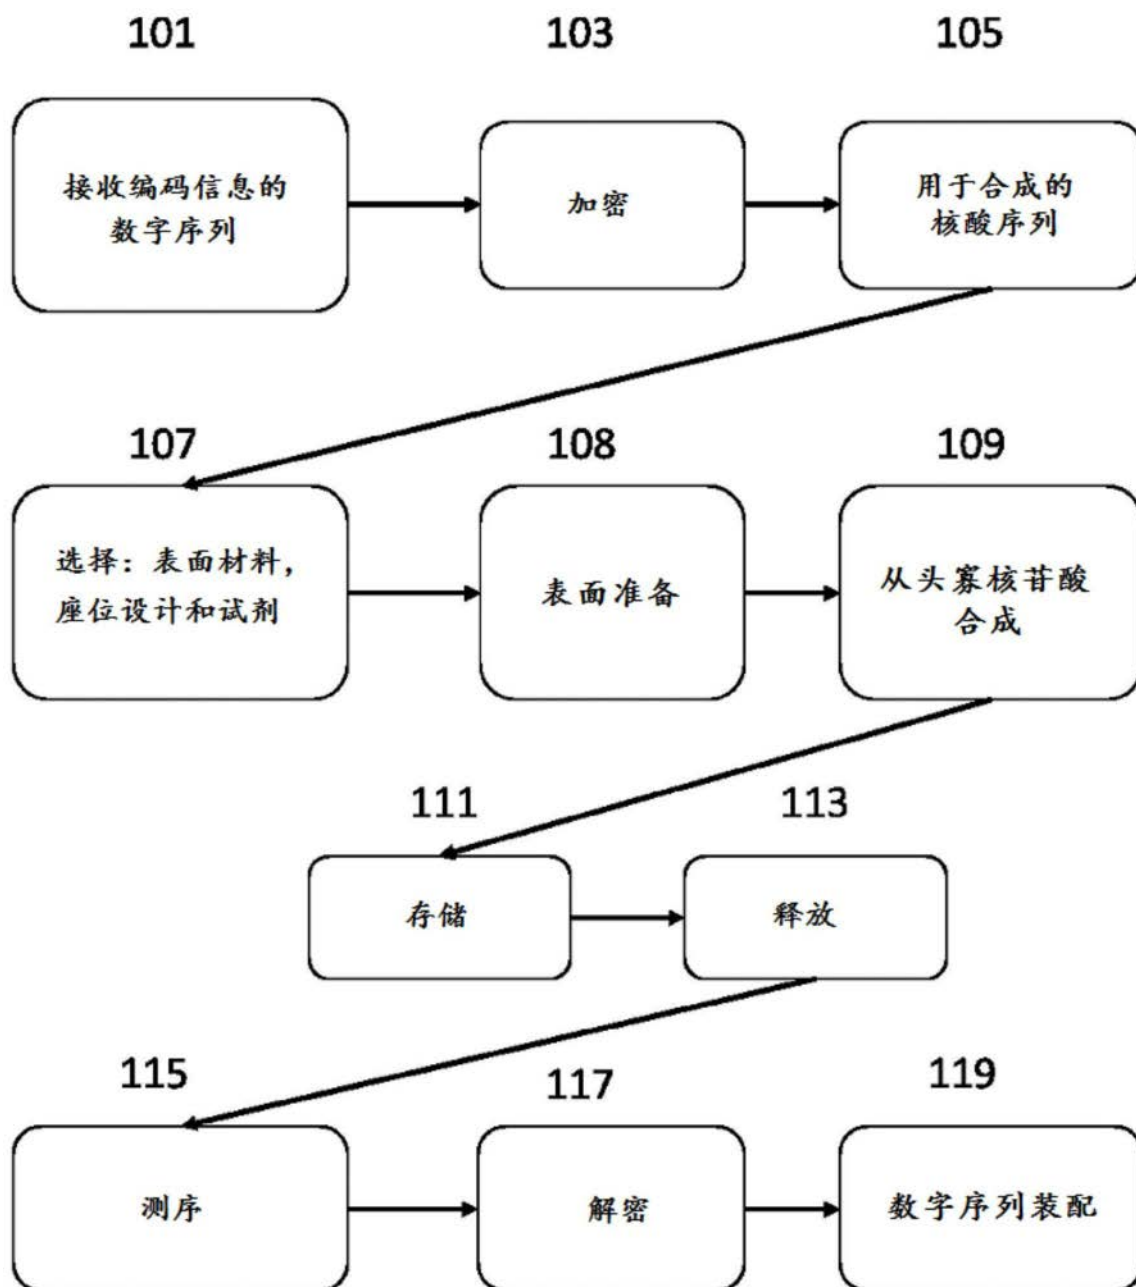 101
103
105
接收编码信息的
数字序列
加密
用于合成的
核酸序列
107
108
109
选择：表面材料，
座位设计和试剂
表面准备
从头寡核苷酸
合成
111
113
存储
释放
115
117
119
测序
解密
数字序列装配